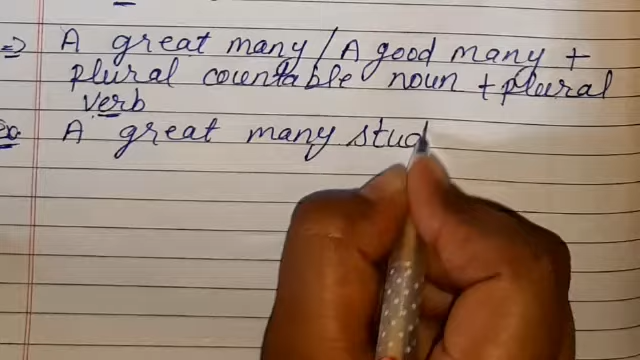 => A great many / A good many +
plural countable noun + plural
verb
A great many stud